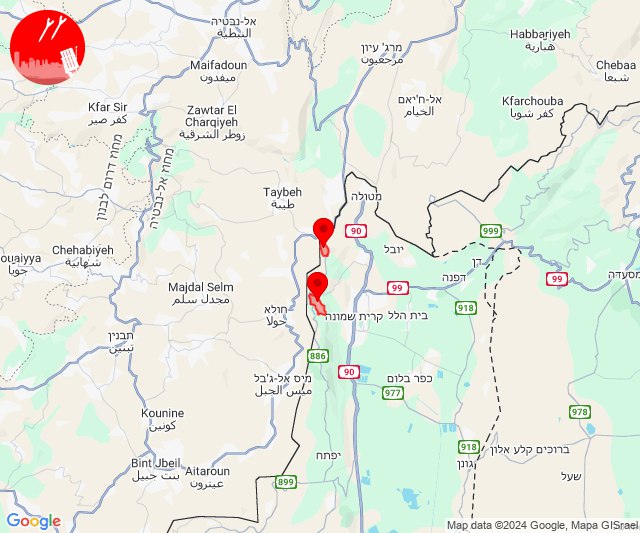 אל-נבטיה
النبطية
Habbariyeh
هبارية
מרג' עיון
مرجعيون
Maifadoun
ميفدون
Chebaa
شبعا
אל-ח'יאם
الخيام
Kfarchouba
كفر شوبا
Kfar Sir
كفر صير
Zawtar El
Charqiyeh
زوطر الشرقية
מחוז דרום לבנון
מחוז אל-נבטיה
Taybeh
طيبة
מטולה
90
999
יובל
Chehabiyeh
شهابية
דן
99
99
דפנה
מסעדה
Majdal Selm
مجدل سلم
חולא
حولا
918
קרית שמונה
בית הלל
תבנין
تبنين
886
90
מיס אל-ג'בל
ميس الجبل
כפר בלום
977
978
Kounine
كونين
יפתח
918
ברוכים קלע אלון
גונן
Bint Jbeil
بنت جبيل
Aitaroun
عيترون
899
שעל
Google
Map data ©2024 Google, Mapa GISrael